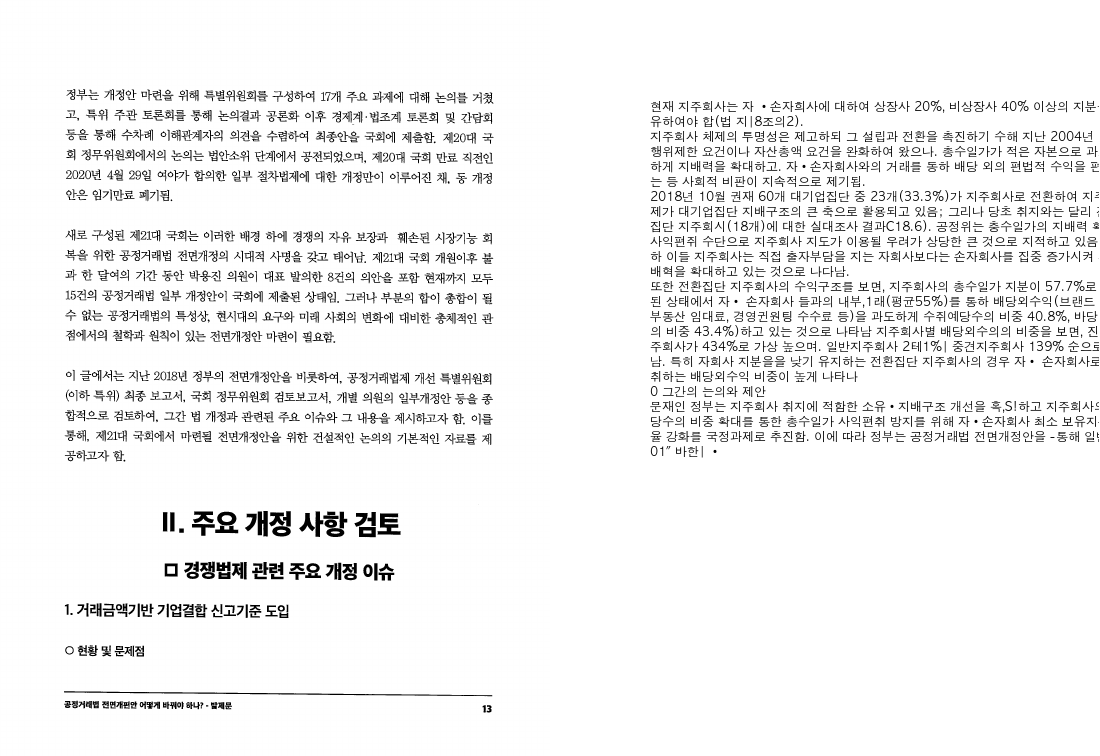 정부는 개정안 마련을 위해 특별위원회를 구성하여 17개 주요 과제에 대해 논의를 거쳤
고, 특위 주관 토론회를 통해 논의결과 공론화 이후 경제계·법조계 토론회 및 간담회
등을 통해 수차례 이해관계자의 의견을 수렴하여 최종안을 국회에 제출함. 제20대 국
회 정무위원회에서의 논의는 법안소위 단계에서 공전되었으며, 제20대 국회 만료 직전인
2020년 4월 29일 여야가 합의한 일부 절차법제에 대한 개정만이 이루어진 채, 동 개정
안은 임기만료 폐기됨.
새로 구성된 제21대 국회는 이러한 배경 하에 경쟁의 자유 보장과 훼손된 시장기능 회
복을 위한 공정거래법 전면개정의 시대적 사명을 갖고 태어남. 제21대 국회 개원이후 불
과 한 달여의 기간 동안 박용진 의원이 대표 발의한 8건의 의안을 포함 현재까지 모두
15건의 공정거래법 일부 개정안이 국회에 제출된 상태임. 그러나 부분의 합이 총합이 될
수 없는 공정거래법의 특성상, 현시대의 요구와 미래 사회의 변화에 대비한 총체적인 관
점에서의 철학과 원칙이 있는 전면개정안 마련이 필요함.
이 글에서는 지난 2018년 정부의 전면개정안을 비롯하여, 공정거래법제 개선 특별위원회
(이하 특위) 최종 보고서, 국회 정무위원회 검토보고서, 개별 의원의 일부개정안 등을 종
합적으로 검토하여, 그간 법 개정과 관련된 주요 이슈와 그 내용을 제시하고자 함. 이를
통해, 제21대 국회에서 마련될 전면개정안을 위한 건설적인 논의의 기본적인 자료를 제
공하고자 함.
II. 주요 개정 사항 검토
□ 경쟁법제 관련 주요 개정 이슈
1. 거래금액기반 기업결합 신고기준 도입
○ 현황 및 문제점
공정거래법 전면개편안 어떻게 바꿔야 하나? - 발제문
13
현재 지주회사는 자 • 손자회사에 대하여 상장사 20%, 비상장사 40% 이상의 지분
유하여야 합(법 지|8조의2).
지주회사 체제의 투명성은 제고하되 그 설립과 전환을 촉진하기 수해 지난 2004년
행위제한 요건이나 자산총액 요건을 완화하여 왔으나. 총수일가가 적은 자본으로 과
하게 지배력을 확대하고. 자 • 손자회사와의 거래를 통하 배당 외의 편법적 수익을 편
는 등 사회적 비판이 지속적으로 제기됨.
2018년 10월 권재 60개 대기업집단 중 23개(33.3%)가 지주회사로 전환하여 지주
제가 대기업집단 지배구조의 큰 축으로 활용되고 있음; 그리나 당초 취지와는 달리
집단 지주회시(18개)에 대한 실대조사 결과C18.6). 공정위는 충수일가의 지배력 확
사익편쥐 수단으로 지주회사 지도가 이용될 우려가 상당한 큰 것으로 지적하고 있음
하 이들 지주회사는 직접 출자부담을 지는 자회사보다는 손자회사를 집중 증가시켜
배혁을 확대하고 있는 것으로 나다남.
또한 전환집단 지주회사의 수익구조를 보면, 지주회사의 총수일가 지분이 57.7%로
된 상태에서 자 • 손자회사 들과의 내부,1래(평균55%)를 통하 배당외수익(브랜드
부동산 임대료, 경영귄원팅 수수료 등)을 과도하게 수쥐예당수의 비중 40.8%, 바당
의 비중 43.4%)하고 있는 것으로 나타남 지주회사별 배당외수의의 비중을 보면, 진
주회사가 434%로 가상 높으며. 일반지주회사 2테1%| 중견지주회사 139% 순으로
남. 특히 자회사 지분을을 낮기 유지하는 전환집단 지주회사의 경우 자 • 손자회사로
취하는 배당외수익 비중이 높게 나타나
0 그간의 는의와 제안
문재인 정부는 지주회사 취지에 적함한 소유 • 지배구조 개선을 혹,S!하고 지주회사의
당수의 비중 확대를 통한 총수일가 사익편취 방지를 위해 자 • 손자회사 최소 보유지
율 강화를 국정과제로 추진함. 이에 따라 정부는 공정거래법 전면개정안을 -통해 일반
01″ 바한| •